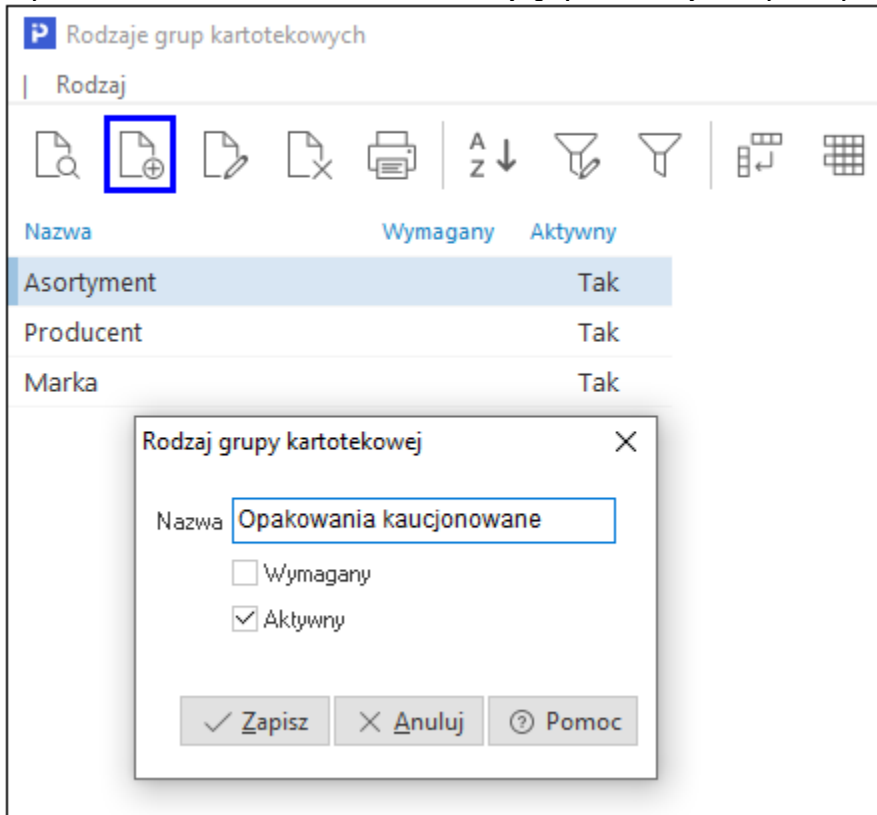 Rodzaje grup kartotekowych
| Rodzaj
A
Z
Nazwa Wymagany Aktywny
Asortyment Tak
Producent Tak
Marka Tak
Rodzaj grupy kartotekowej
Nazwa Opakowania kaucjonowane
Wymagany
Aktywny
Zapisz Anuluj Pomoc